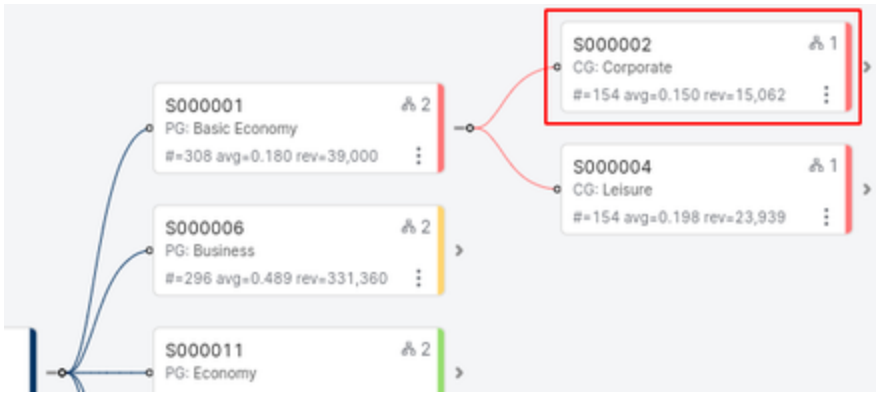 S000002
1
CG: Corporate
#=154 avg=0.150 rev=15,062
S000001
2
PG: Basic Economy
#=308 avg=0.180 rev=39,000
S000004
1
CG: Leisure
#=154 avg=0.198 rev=23,939
S000006
2
PG: Business
#=296 avg=0.489 rev=331,360
S000011
2
PG: Economy